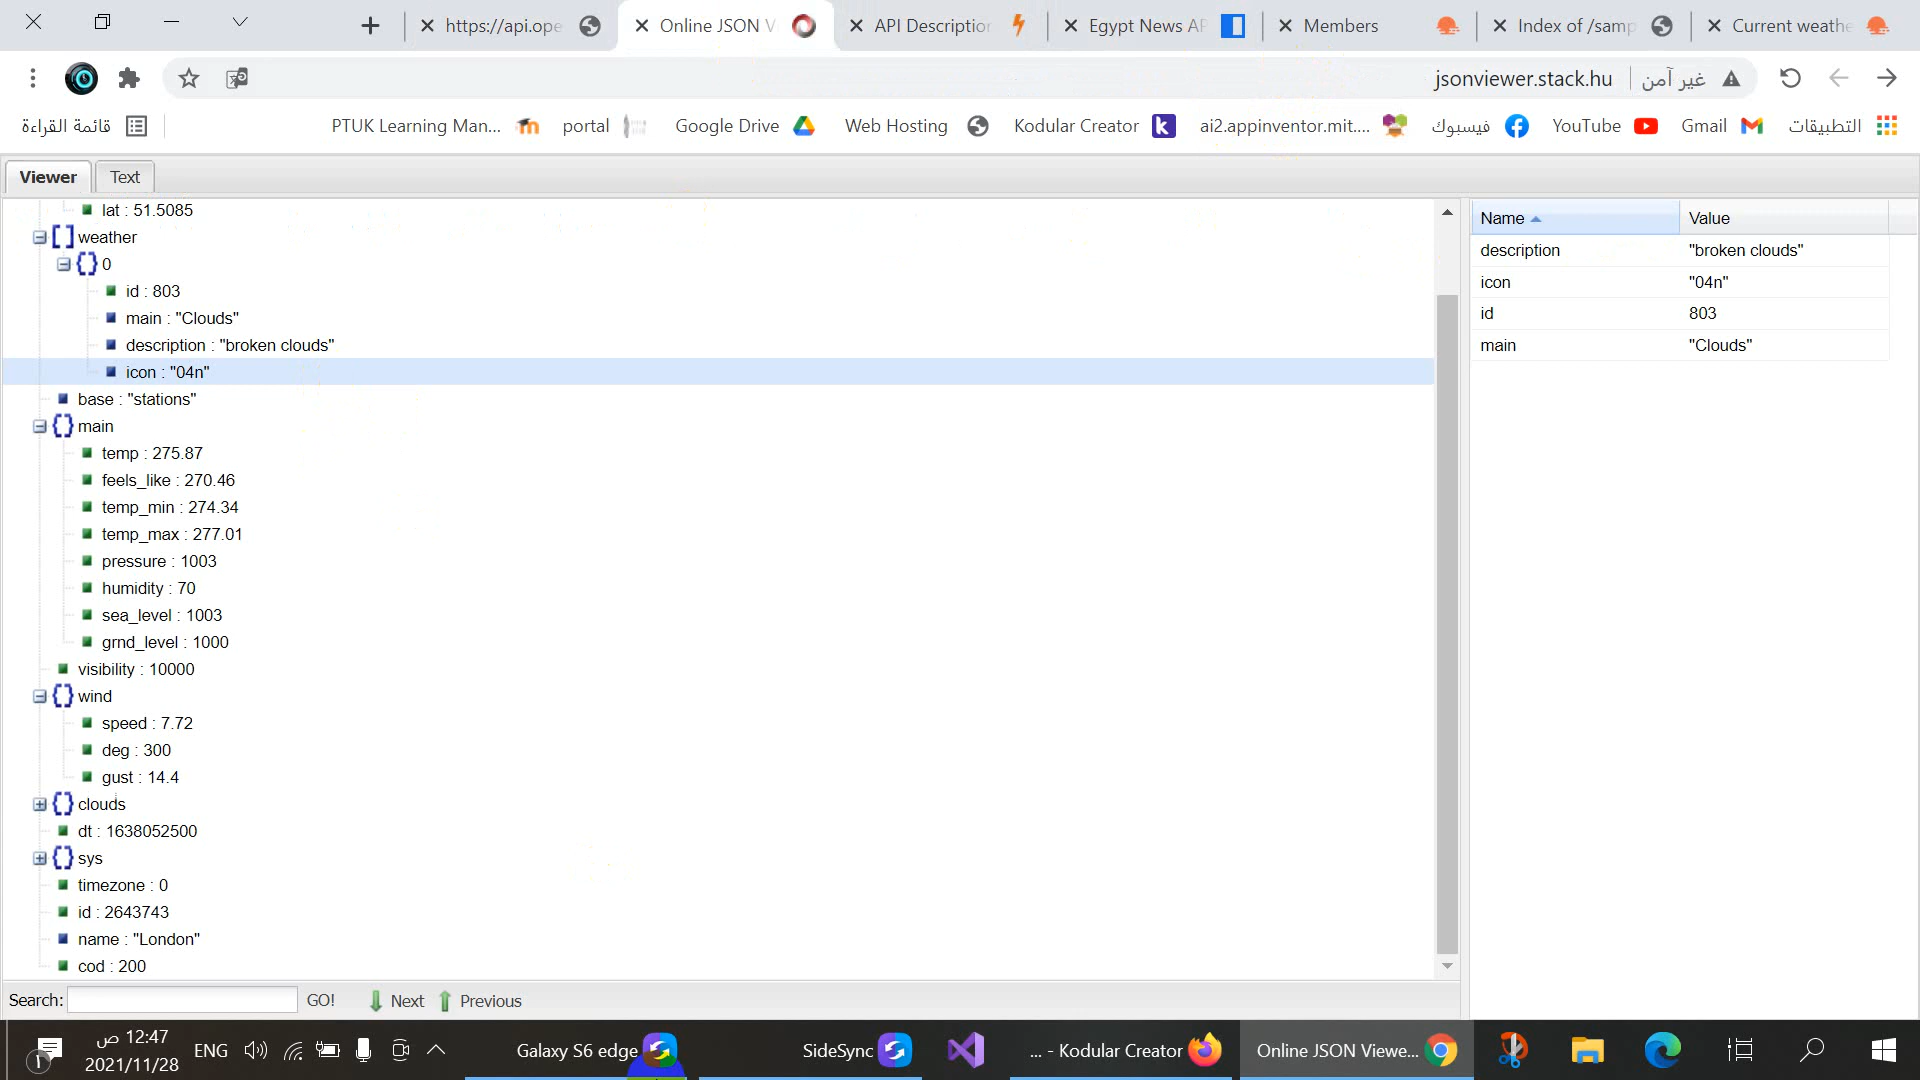 https://api.ope
Online JSON V
API Description
Egypt News AP
Members
Index of /samp
Current weathe
jsonviewer.stack.hu
غير آمن
قائمة القراءة
PTUK Learning Man...
portal
Google Drive
Web Hosting
Kodular Creator
ai2.appinventor.mit....
فيسبوك
YouTube
Gmail
التطبيقات
Viewer
Text
lat : 51.5085
weather
0
id : 803
main : "Clouds"
description : "broken clouds"
icon : "04n"
base : "stations"
main
temp : 275.87
feels_like : 270.46
temp_min : 274.34
temp_max : 277.01
pressure : 1003
humidity : 70
sea_level : 1003
grnd_level : 1000
visibility : 10000
wind
speed : 7.72
deg : 300
gust : 14.4
clouds
dt : 1638052500
sys
timezone : 0
id : 2643743
name : "London"
cod : 200
Name
Value
description
"broken clouds"
icon
"04n"
id
803
main
"Clouds"
Search:
GO!
Next
Previous
12:47 ص
2021/11/28
ENG
Galaxy S6 edge
SideSync
... - Kodular Creator
Online JSON Viewe...